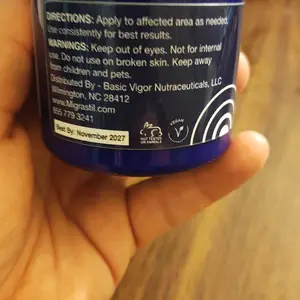 DIRECTIONS: Apply to affected area as needed.
Use consistently for best results.
WARNINGS: Keep out of eyes. Not for internal
use. Do not use on broken skin. Keep away
from children and pets.
Distributed By - Basic Vigor Nutraceuticals, LLC
Wilmington, NC 28412
www.Migrastil.com
855 779 3241
Best By: November 2027
NOT TESTED
ON ANIMALS
VEGAN